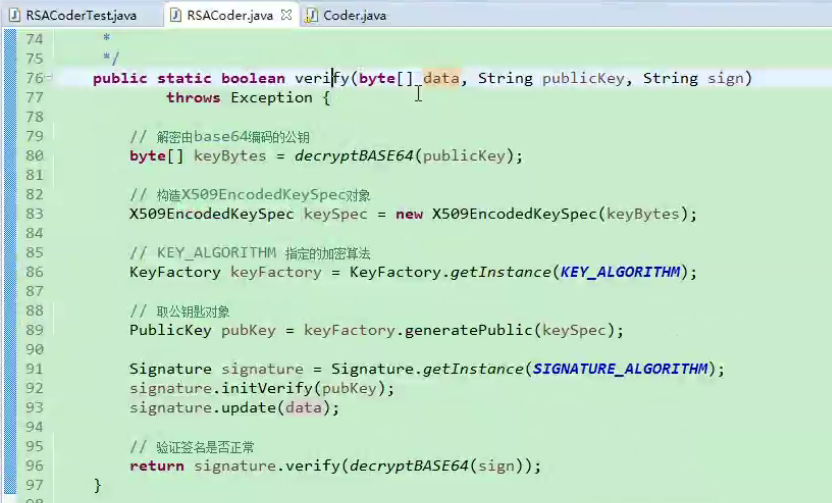 RSACoderTest.java RSACoder.java Coder.java
74 *
75 */
76 public static boolean verify(byte[] data, String publicKey, String sign)
77 throws Exception {
78
79 // 解密由base64编码的公钥
80 byte[] keyBytes = decryptBASE64(publicKey);
81
82 // 构造X509EncodedKeySpec对象
83 X509EncodedKeySpec keySpec = new X509EncodedKeySpec(keyBytes);
84
85 // KEY_ALGORITHM 指定的加密算法
86 KeyFactory keyFactory = KeyFactory.getInstance(KEY_ALGORITHM);
87
88 // 取公钥匙对象
89 PublicKey pubKey = keyFactory.generatePublic(keySpec);
90
91 Signature signature = Signature.getInstance(SIGNATURE_ALGORITHM);
92 signature.initVerify(pubKey);
93 signature.update(data);
94
95 // 验证签名是否正常
96 return signature.verify(decryptBASE64(sign));
97 }